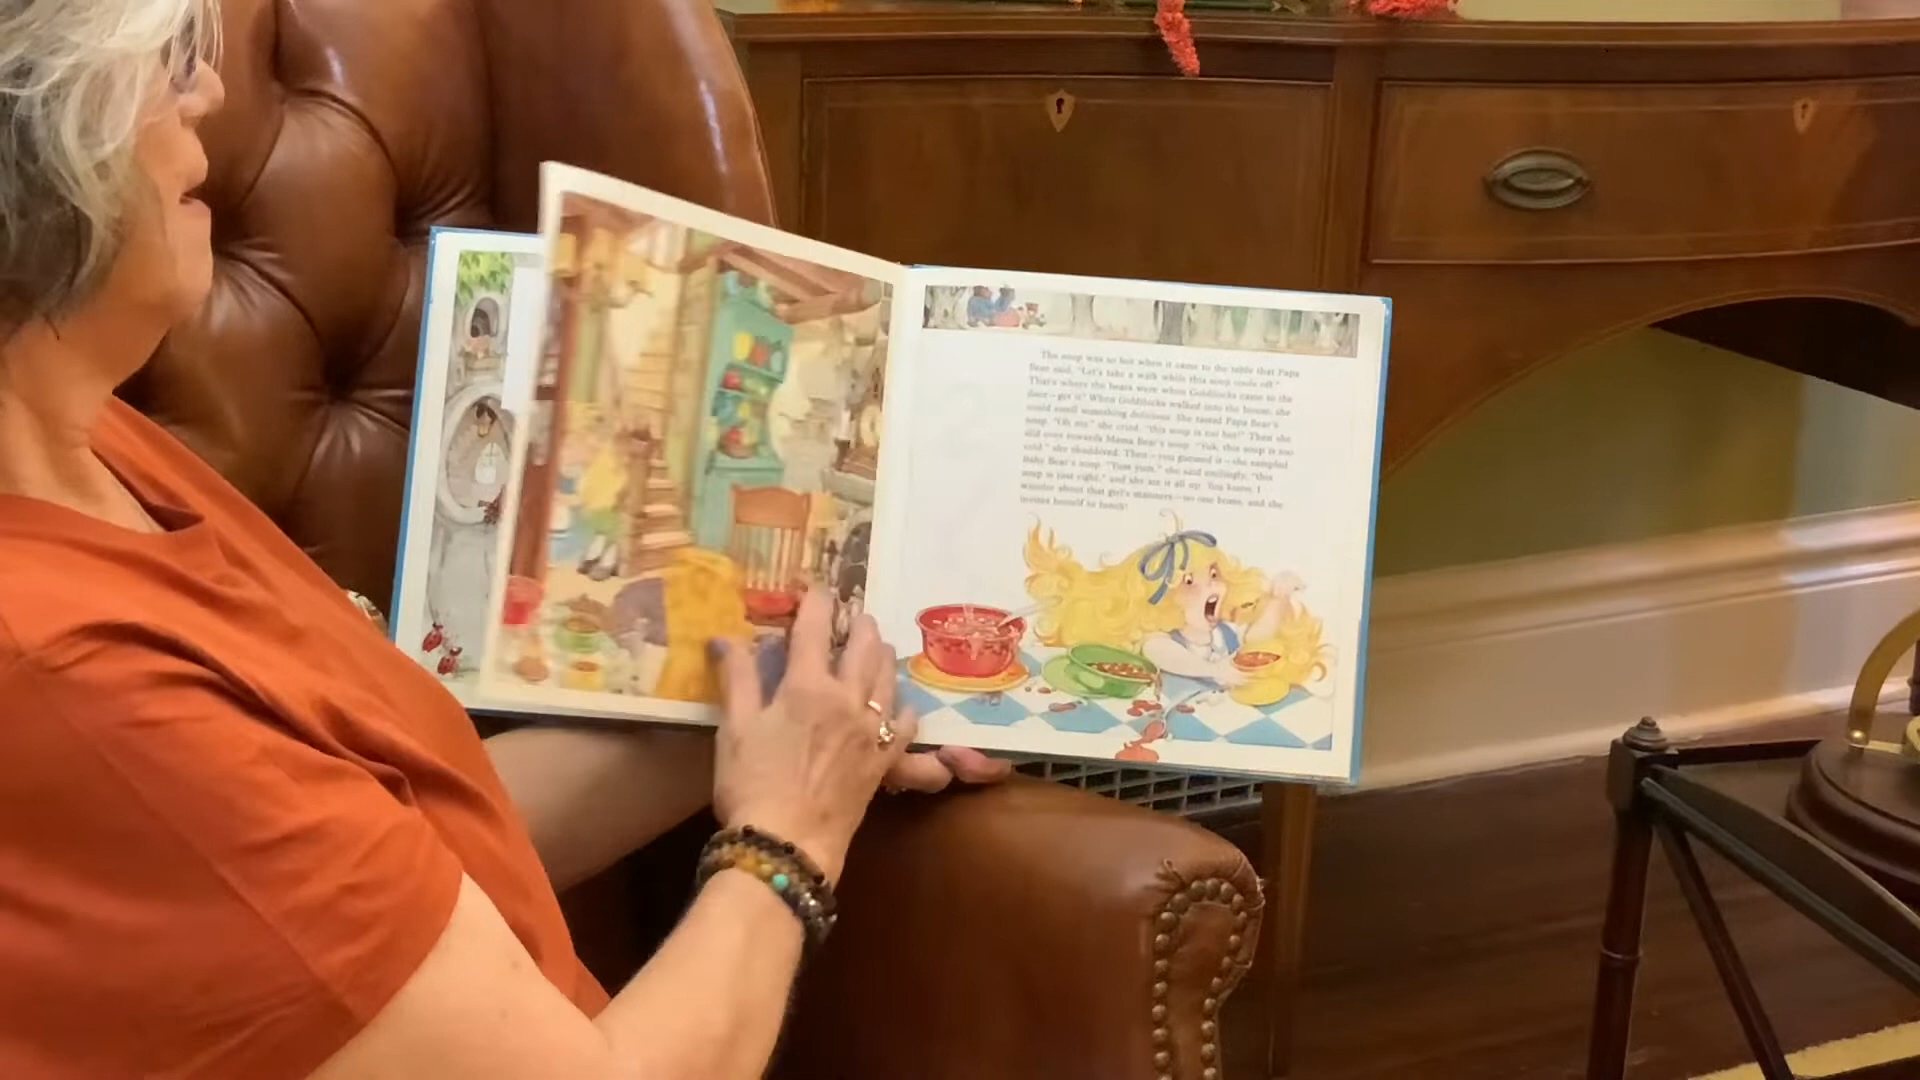 The soup was so hot when it came to the table that Papa
Bear said, "Let's take a walk while this soup cools off."
That's where the bears were when Goldilocks came to the
door—get it? When Goldilocks walked into the house, she
could smell something delicious. She tasted Papa Bear's
soup. "Oh my!" she cried, "this soup is too hot!" Then she
slid over towards Mama Bear's soup. "Yuk, this soup is too
cold," she shuddered. Then—you guessed it—she sampled
Baby Bear's soup. "Yum yum," she said smilingly, "this
soup is just right," and she ate it all up. You know, I
wonder about that girl's manners—no one home, and she
invites herself to lunch!